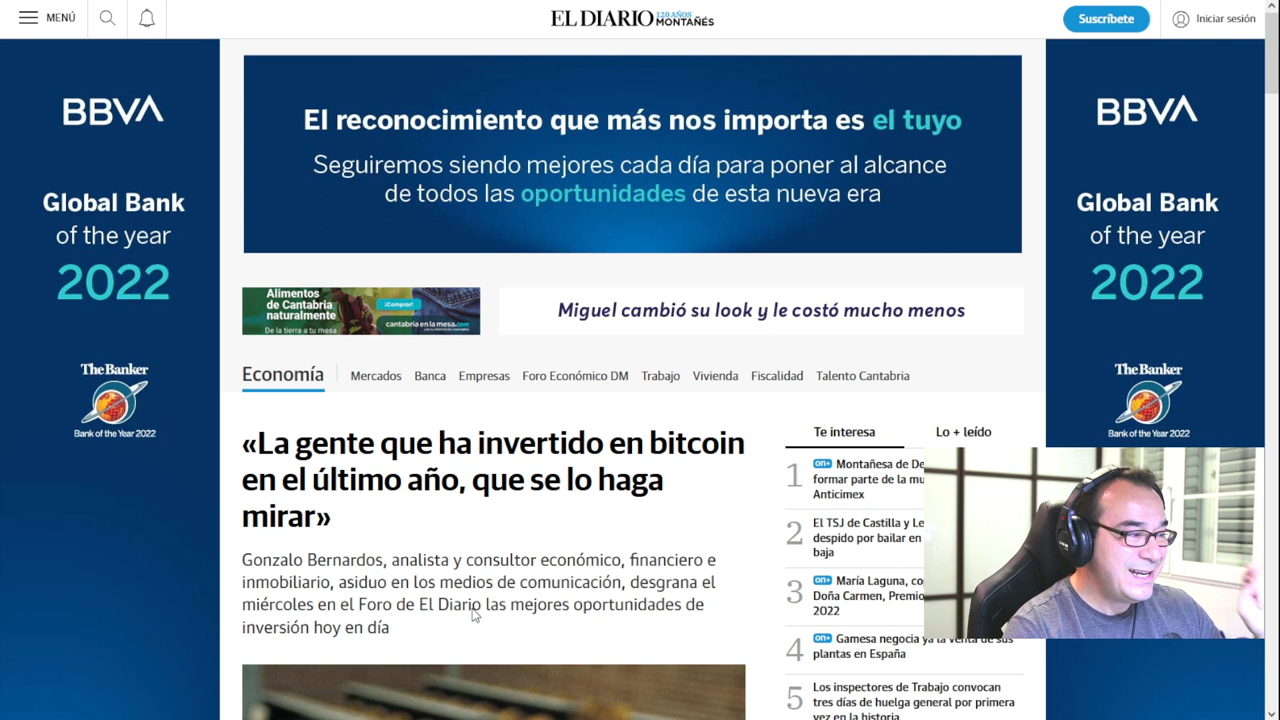 MENÚ
EL DIARIO
120 AÑOS
MONTAÑÉS
Suscríbete
Iniciar sesión
BBVA
Global Bank
of the year
2022
The Banker
Bank of the Year 2022
El reconocimiento que más nos importa es el tuyo
Seguiremos siendo mejores cada día para poner al alcance
de todos las oportunidades de esta nueva era
BBVA
Global Bank
of the year
2022
The Banker
Bank of the Year 2022
Alimentos
de Cantabria
naturalmente
De la tierra a tu mesa
¡Comprar!
cantabria en la mesa.com
Miguel cambió su look y le costó mucho menos
Economía
Mercados Banca Empresas Foro Económico DM Trabajo Vivienda Fiscalidad Talento Cantabria
«La gente que ha invertido en bitcoin
en el último año, que se lo haga
mirar»
Gonzalo Bernardos, analista y consultor económico, financiero e
inmobiliario, asiduo en los medios de comunicación, desgrana el
miércoles en el Foro de El Diario las mejores oportunidades de
inversión hoy en día
Te interesa Lo + leído
1
on+ Montañesa de De
formar parte de la mu
Anticimex
2
El TSJ de Castilla y Le
despido por bailar en
baja
3
on+ María Laguna, co
Doña Carmen, Premio
2022
4
on+ Gamesa negocia ya la venta de sus
plantas en España
5
Los inspectores de Trabajo convocan
tres días de huelga general por primera
vez en la historia